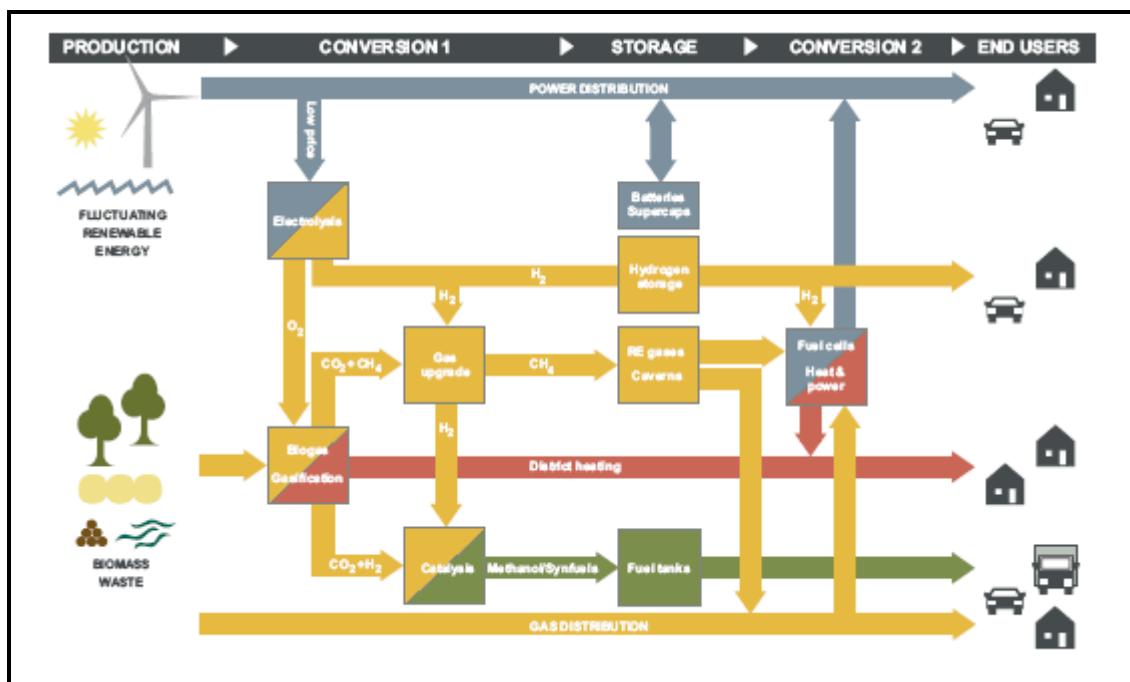 PRODUCTION
CONVERSION 1
STORAGE
CONVERSION 2
END USERS
POWER DISTRIBUTION
Low price
FLUCTUATING
RENEWABLE
ENERGY
Electrolysis
Batteries
Supercaps
H₂
Hydrogen
storage
H₂
H₂
O₂
CO₂+CH₄
Gas
upgrade
CH₄
RE gases
Caverns
Fuel cells
Heat &
power
H₂
Biogas
Gasification
District heating
BIOMASS
WASTE
CO₂+H₂
Catalysis
Methanol/Synfuels
Fuel tanks
GAS DISTRIBUTION